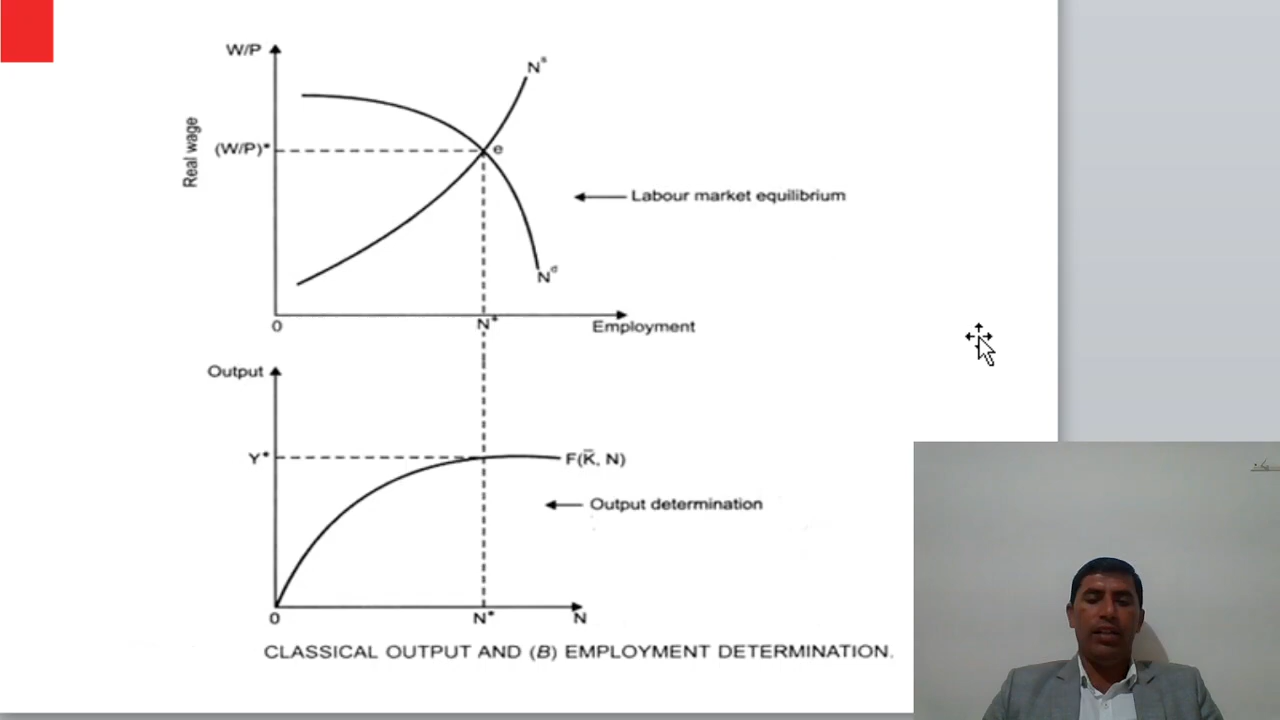 W/P
Nˢ
Real wage
(W/P)*
e
Labour market equilibrium
Nᵈ
0
N*
Employment
Output
Y*
F(K̅, N)
Output determination
0
N*
N
CLASSICAL OUTPUT AND (B) EMPLOYMENT DETERMINATION.